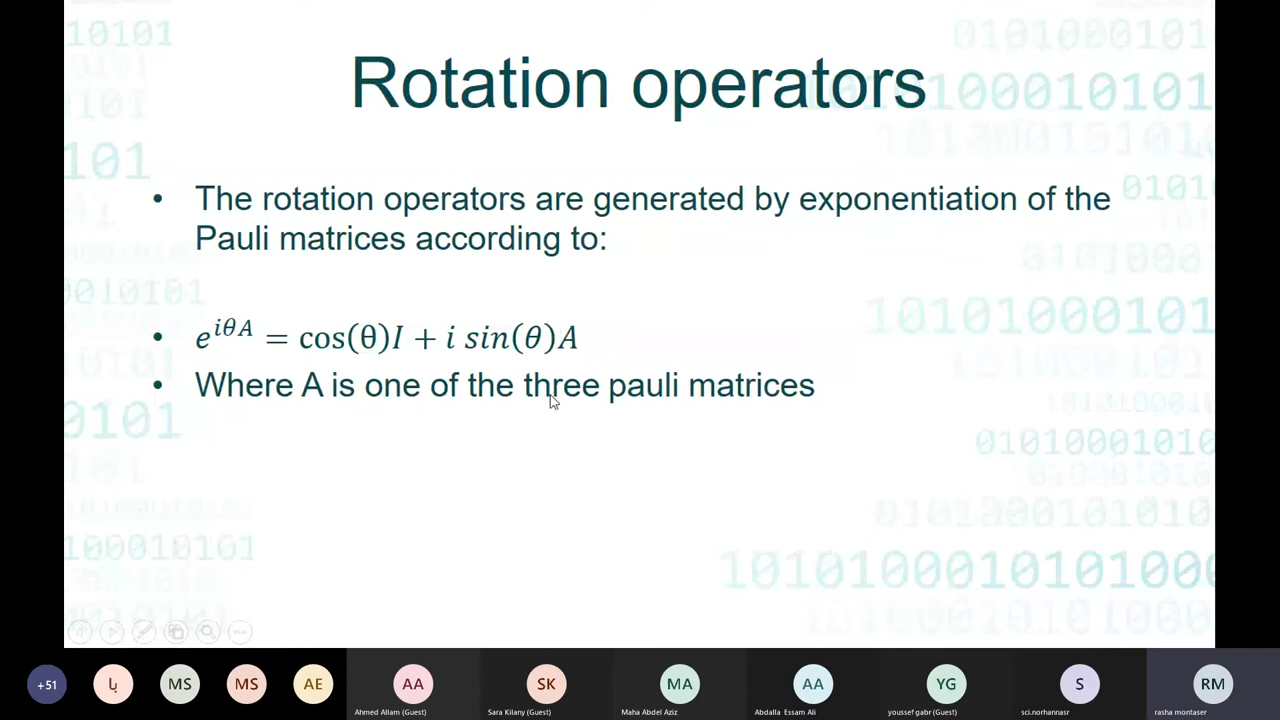 Rotation operators
• The rotation operators are generated by exponentiation of the
Pauli matrices according to:
• e^{iθA} = cos(θ)I + i sin(θ)A
• Where A is one of the three pauli matrices
+51
MS
MS
AE
AA
SK
MA
AA
YG
S
RM
Ahmed Allam (Guest)
Sara Kilany (Guest)
Maha Abdel Aziz
Abdalla Essam Ali
youssef gabr (Guest)
sci.norhannasr
rasha montaser